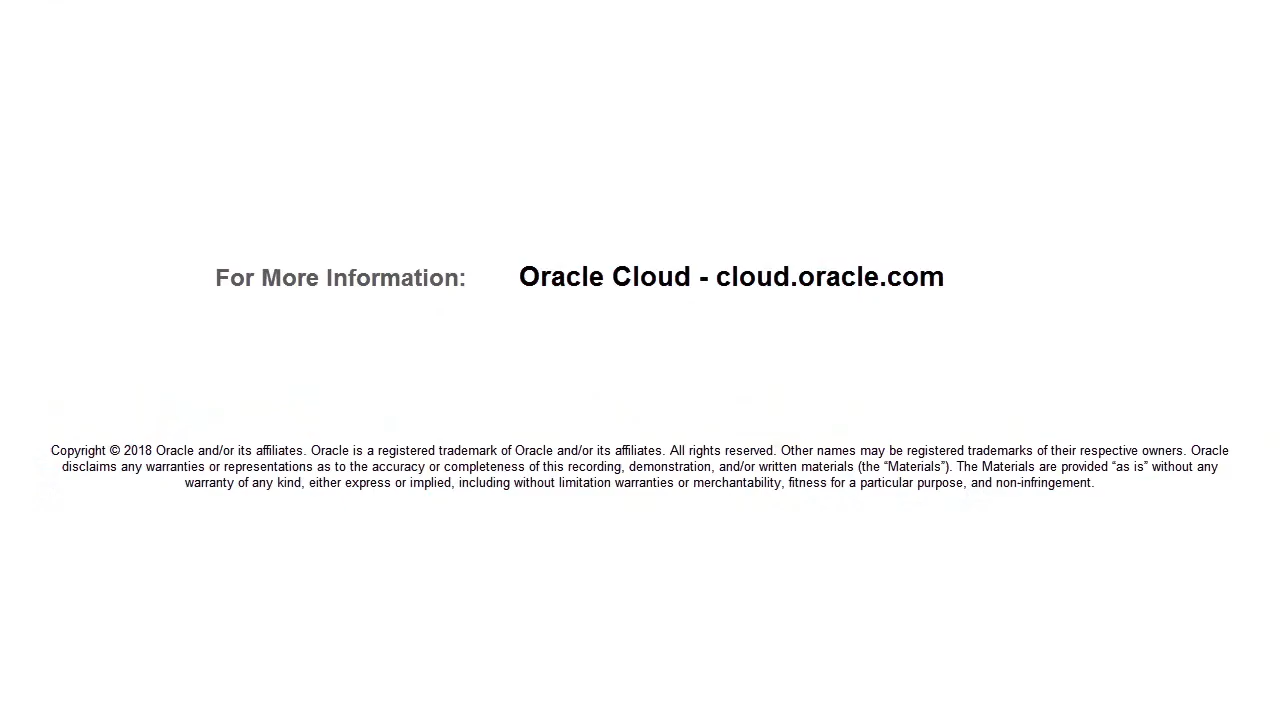 For More Information: Oracle Cloud - cloud.oracle.com
Copyright © 2018 Oracle and/or its affiliates. Oracle is a registered trademark of Oracle and/or its affiliates. All rights reserved. Other names may be registered trademarks of their respective owners. Oracle
disclaims any warranties or representations as to the accuracy or completeness of this recording, demonstration, and/or written materials (the “Materials”). The Materials are provided “as is” without any
warranty of any kind, either express or implied, including without limitation warranties or merchantability, fitness for a particular purpose, and non-infringement.